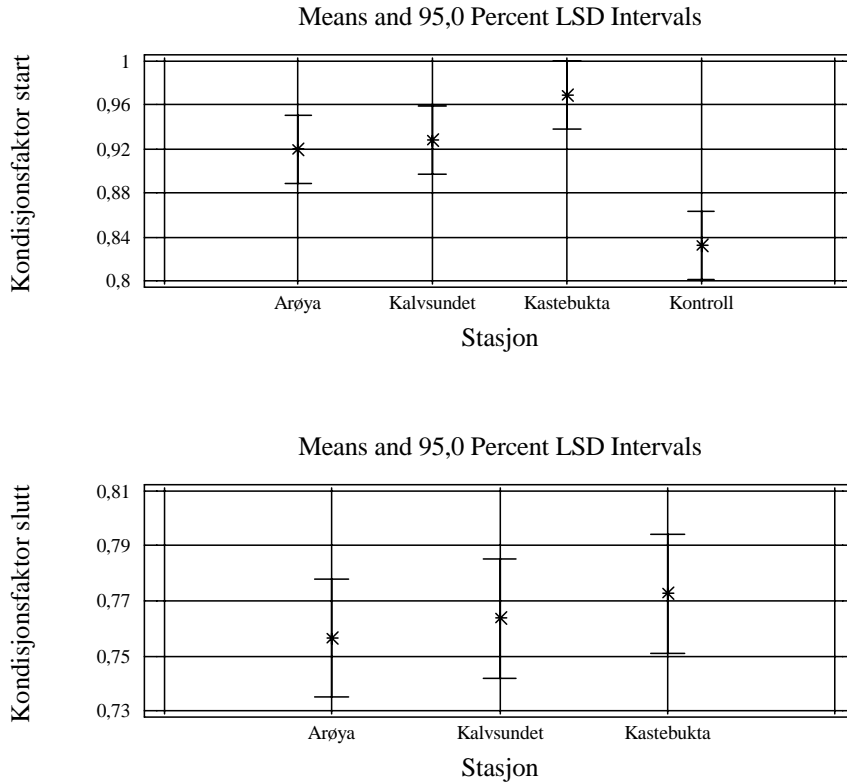 Means and 95,0 Percent LSD Intervals
Kondisjonsfaktor start
1
0,96
0,92
0,88
0,84
0,8
Arøya Kalvsundet Kastebukta Kontroll
Stasjon
Means and 95,0 Percent LSD Intervals
Kondisjonsfaktor slutt
0,81
0,79
0,77
0,75
0,73
Arøya Kalvsundet Kastebukta
Stasjon